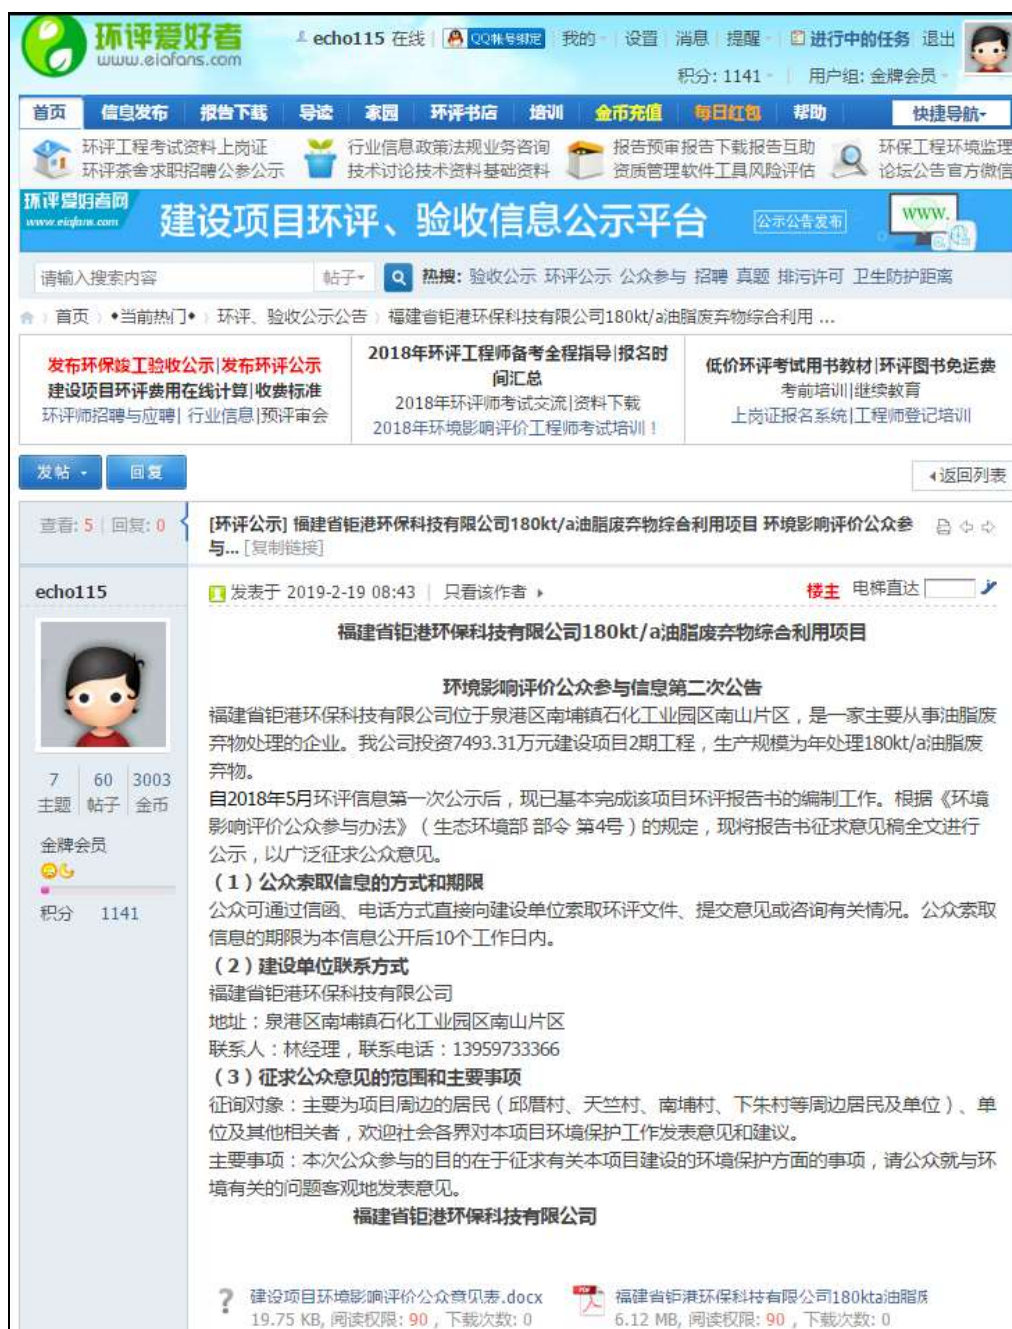 环评爱好者
www.eiafans.com
echo115 在线 | QQ帐号绑定 | 我的 | 设置 | 消息 | 提醒 | 进行中的任务 | 退出
积分: 1141 | 用户组: 金牌会员
首页 信息发布 报告下载 导读 家园 环评书店 培训 金币充值 每日红包 帮助 快捷导航
环评工程考试资料上岗证 行业信息政策法规业务咨询 报告预审报告下载报告互助 环保工程环境监理
环评茶舍求职招聘公参公示 技术讨论技术资料基础资料 资质管理软件工具风险评估 论坛公告官方微信
环评爱好者网
www.eiafans.com
建设项目环评、验收信息公示平台
公示公告发布
www.
请输入搜索内容 帖子 热搜: 验收公示 环评公示 公众参与 招聘 真题 排污许可 卫生防护距离
首页 › ◆当前热门◆ › 环评、验收公示公告 › 福建省钜港环保科技有限公司180kt/a油脂废弃物综合利用 ...
发布环保竣工验收公示|发布环评公示
建设项目环评费用在线计算|收费标准
环评师招聘与应聘| 行业信息|预评审会
2018年环评工程师备考全程指导|报名时
间汇总
2018年环评师考试交流|资料下载
2018年环境影响评价工程师考试培训！
低价环评考试用书教材|环评图书免运费
考前培训|继续教育
上岗证报名系统|工程师登记培训
发帖 回复 返回列表
查看: 5 | 回复: 0
[环评公示] 福建省钜港环保科技有限公司180kt/a油脂废弃物综合利用项目 环境影响评价公众参
与... [复制链接]
echo115
发表于 2019-2-19 08:43 | 只看该作者
楼主 电梯直达
7 60 3003
主题 帖子 金币
金牌会员
积分 1141
福建省钜港环保科技有限公司180kt/a油脂废弃物综合利用项目
环境影响评价公众参与信息第二次公告
福建省钜港环保科技有限公司位于泉港区南埔镇石化工业园区南山片区，是一家主要从事油脂废
弃物处理的企业。我公司投资7493.31万元建设项目2期工程，生产规模为年处理180kt/a油脂废
弃物。
自2018年5月环评信息第一次公示后，现已基本完成该项目环评报告书的编制工作。根据《环境
影响评价公众参与办法》（生态环境部 部令 第4号）的规定，现将报告书征求意见稿全文进行
公示，以广泛征求公众意见。
（1）公众索取信息的方式和期限
公众可通过信函、电话方式直接向建设单位索取环评文件、提交意见或咨询有关情况。公众索取
信息的期限为本信息公开后10个工作日内。
（2）建设单位联系方式
福建省钜港环保科技有限公司
地址：泉港区南埔镇石化工业园区南山片区
联系人：林经理，联系电话：13959733366
（3）征求公众意见的范围和主要事项
征询对象：主要为项目周边的居民（邱厝村、天竺村、南埔村、下朱村等周边居民及单位）、单
位及其他相关者，欢迎社会各界对本项目环境保护工作发表意见和建议。
主要事项：本次公众参与的目的在于征求有关本项目建设的环境保护方面的事项，请公众就与环
境有关的问题客观地发表意见。
福建省钜港环保科技有限公司
建设项目环境影响评价公众意见表.docx
19.75 KB, 阅读权限: 90，下载次数: 0
福建省钜港环保科技有限公司180kta油脂废
6.12 MB, 阅读权限: 90，下载次数: 0